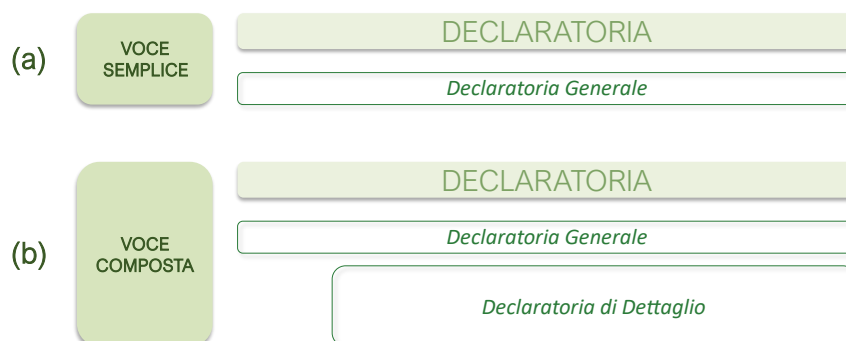 (a)
VOCE
SEMPLICE
DECLARATORIA
Declaratoria Generale
(b)
VOCE
COMPOSTA
DECLARATORIA
Declaratoria Generale
Declaratoria di Dettaglio